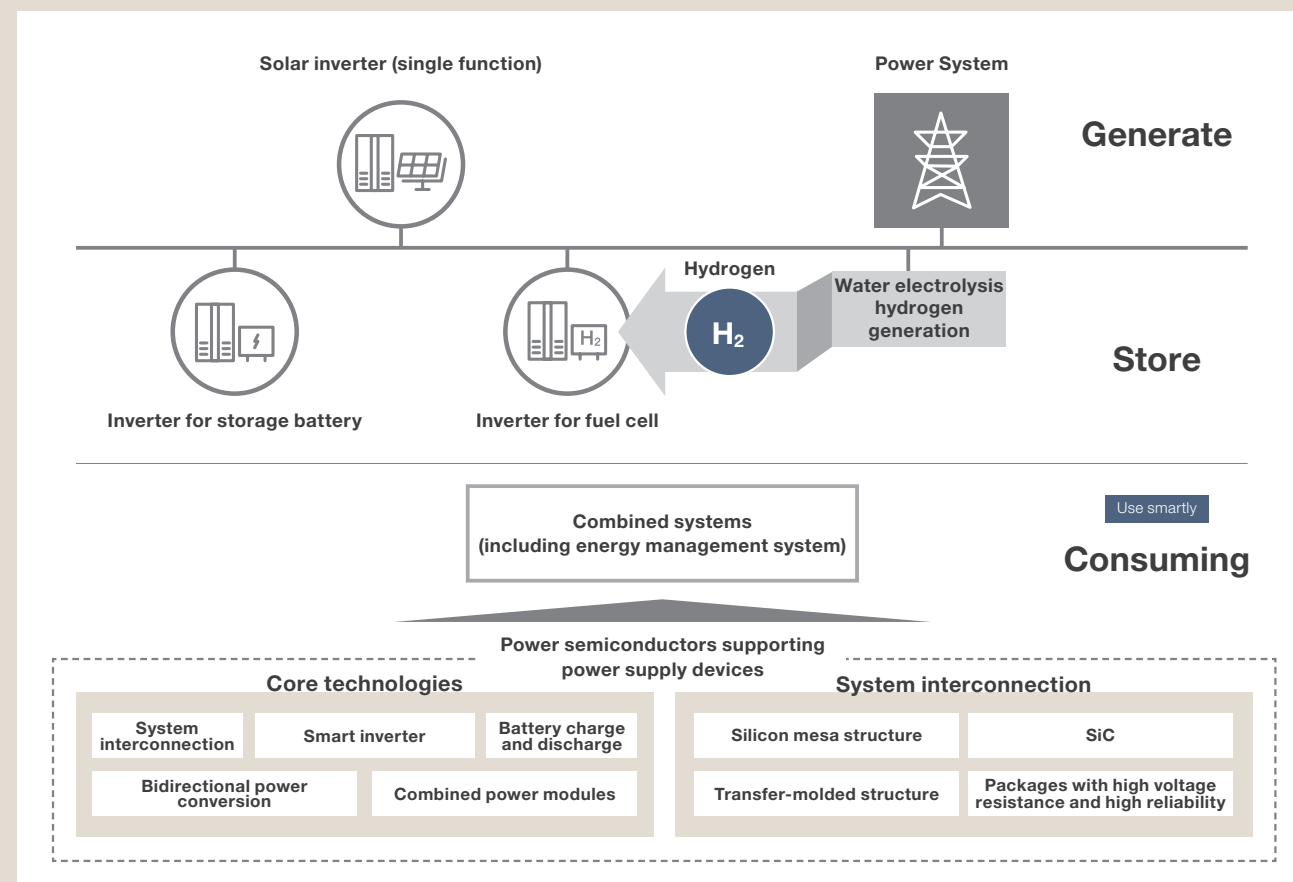 Solar inverter (single function)
Power System
Generate
Hydrogen
H₂
Water electrolysis
hydrogen
generation
H₂
Store
Inverter for storage battery
Inverter for fuel cell
Combined systems
(including energy management system)
Use smartly
Consuming
Power semiconductors supporting
power supply devices
Core technologies
System
interconnection
Smart inverter
Battery charge
and discharge
Bidirectional power
conversion
Combined power modules
System interconnection
Silicon mesa structure
SiC
Transfer-molded structure
Packages with high voltage
resistance and high reliability